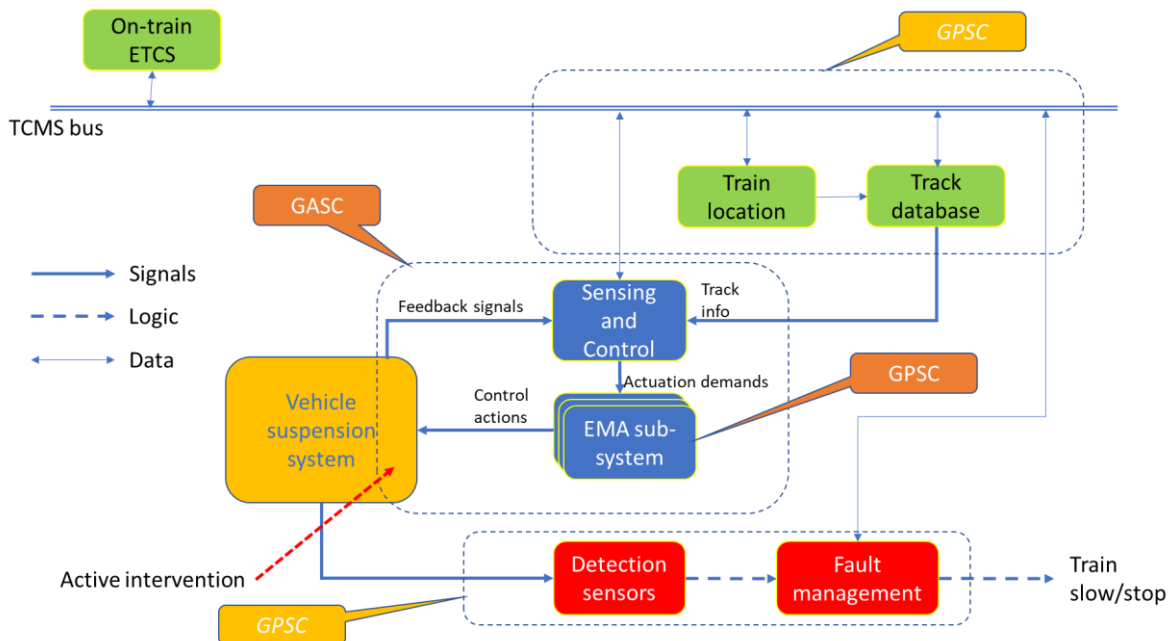 On-train
ETCS
GPSC
TCMS bus
Train
location
Track
database
GASC
Signals
Logic
Data
Feedback signals
Sensing
and
Control
Track
info
Vehicle
suspension
system
Control
actions
Actuation demands
EMA sub-
system
GPSC
Active intervention
Detection
sensors
Fault
management
Train
slow/stop
GPSC